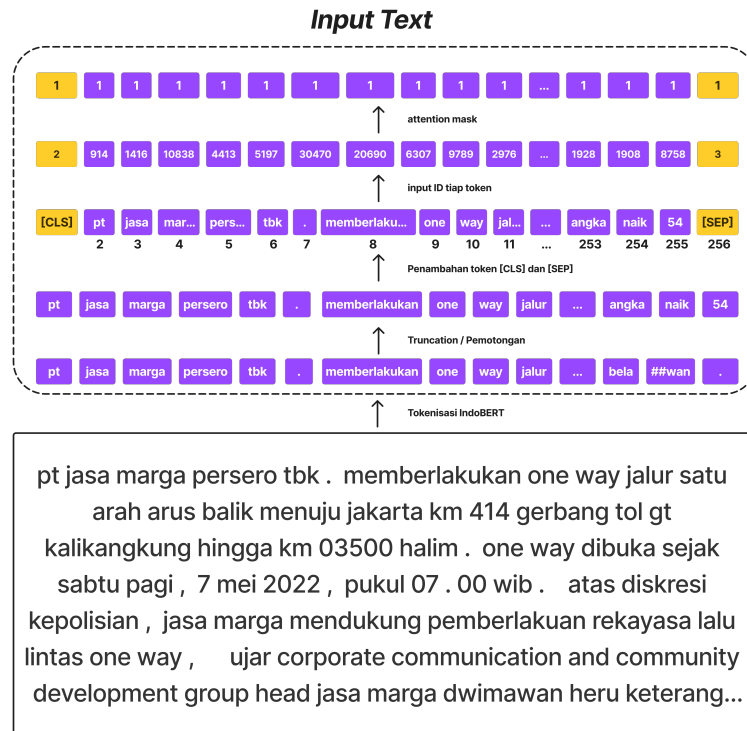 Input Text
1 1 1 1 1 1 1 1 1 1 1 ... 1 1 1 1
attention mask
2 914 1416 10838 4413 5197 30470 20690 6307 9789 2976 ... 1928 1908 8758 3
input ID tiap token
[CLS] pt jasa mar... pers... tbk . memberlaku... one way jal... ... angka naik 54 [SEP]
2 3 4 5 6 7 8 9 10 11 ... 253 254 255 256
Penambahan token [CLS] dan [SEP]
pt jasa marga persero tbk . memberlakukan one way jalur ... angka naik 54
Truncation / Pemotongan
pt jasa marga persero tbk . memberlakukan one way jalur ... bela ##wan .
Tokenisasi IndoBERT
pt jasa marga persero tbk . memberlakukan one way jalur satu
arah arus balik menuju jakarta km 414 gerbang tol gt
kalikangkung hingga km 03500 halim . one way dibuka sejak
sabtu pagi , 7 mei 2022 , pukul 07 . 00 wib . atas diskresi
kepolisian , jasa marga mendukung pemberlakuan rekayasa lalu
lintas one way , ujar corporate communication and community
development group head jasa marga dwimawan heru keterang...